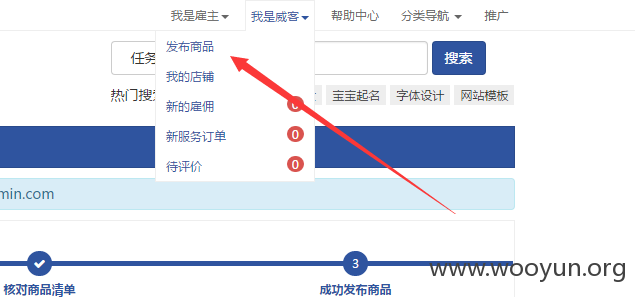 我是雇主 我是威客 帮助中心 分类导航 推广
发布商品
任务 搜索
我的店铺
热门搜索 宝宝起名 字体设计 网站模板
新的雇佣 0
新服务订单 0
待评价 0
min.com
3
核对商品清单 成功发布商品
www.wooyun.org